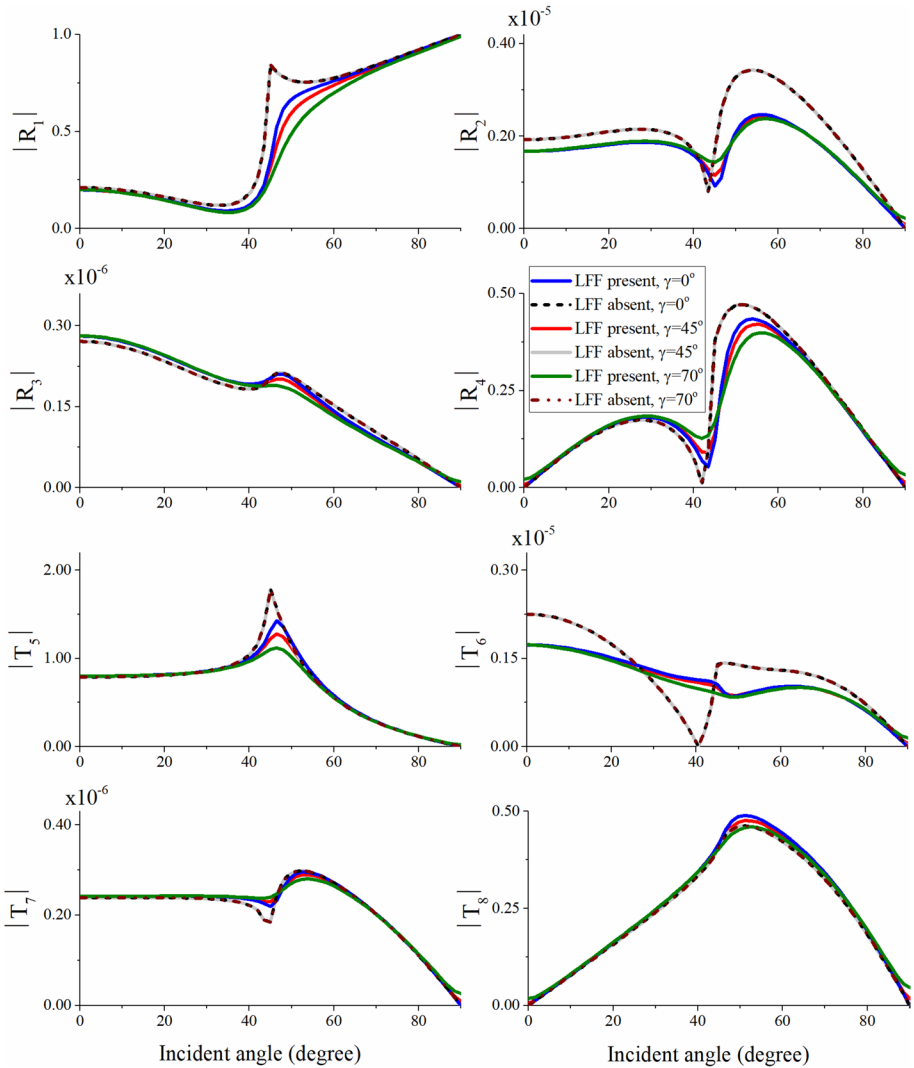 1.0
0.5
0.0
| R1 |
0 20 40 60 80
x10-5
0.40
0.20
0.00
| R2 |
0 20 40 60 80
x10-6
0.30
0.15
0.00
| R3 |
0 20 40 60 80
0.50
0.25
0.00
| R4 |
LFF present, γ=0°
LFF absent, γ=0°
LFF present, γ=45°
LFF absent, γ=45°
LFF present, γ=70°
LFF absent, γ=70°
0 20 40 60 80
2.00
1.00
0.00
| T5 |
0 20 40 60 80
x10-5
0.30
0.15
0.00
| T6 |
0 20 40 60 80
x10-6
0.40
0.20
0.00
| T7 |
0 20 40 60 80
Incident angle (degree)
0.50
0.25
0.00
| T8 |
0 20 40 60 80
Incident angle (degree)